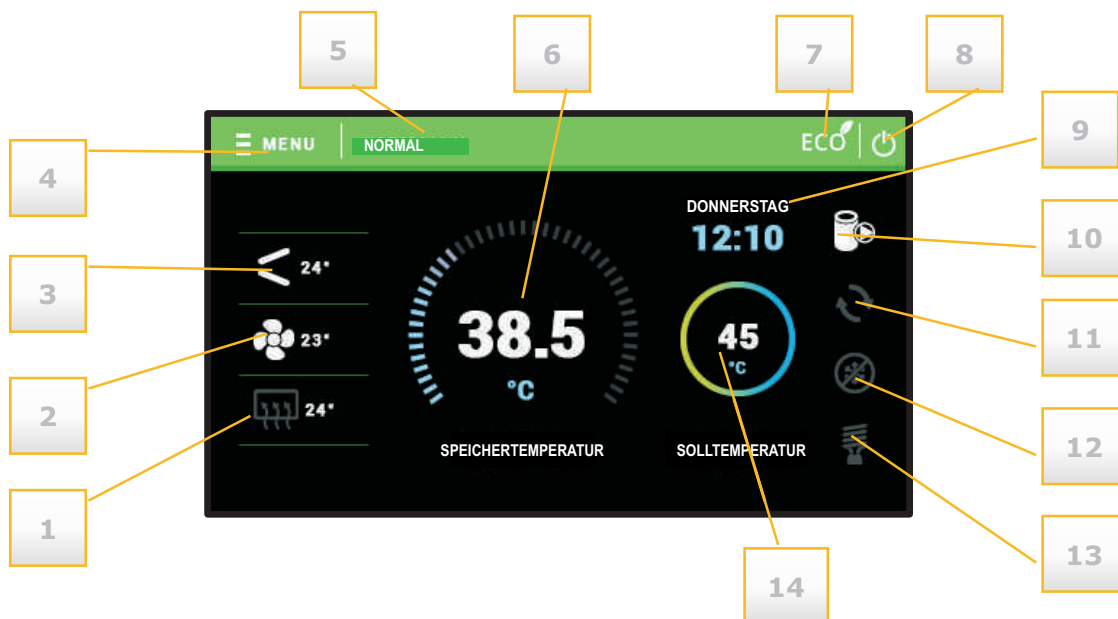 5
6
7
8
9
MENU
NORMAL
ECO
4
DONNERSTAG
12:10
10
3
24°
11
38.5
°C
45
°C
23°
2
24°
12
SPEICHERTEMPERATUR
SOLLTEMPERATUR
1
13
14